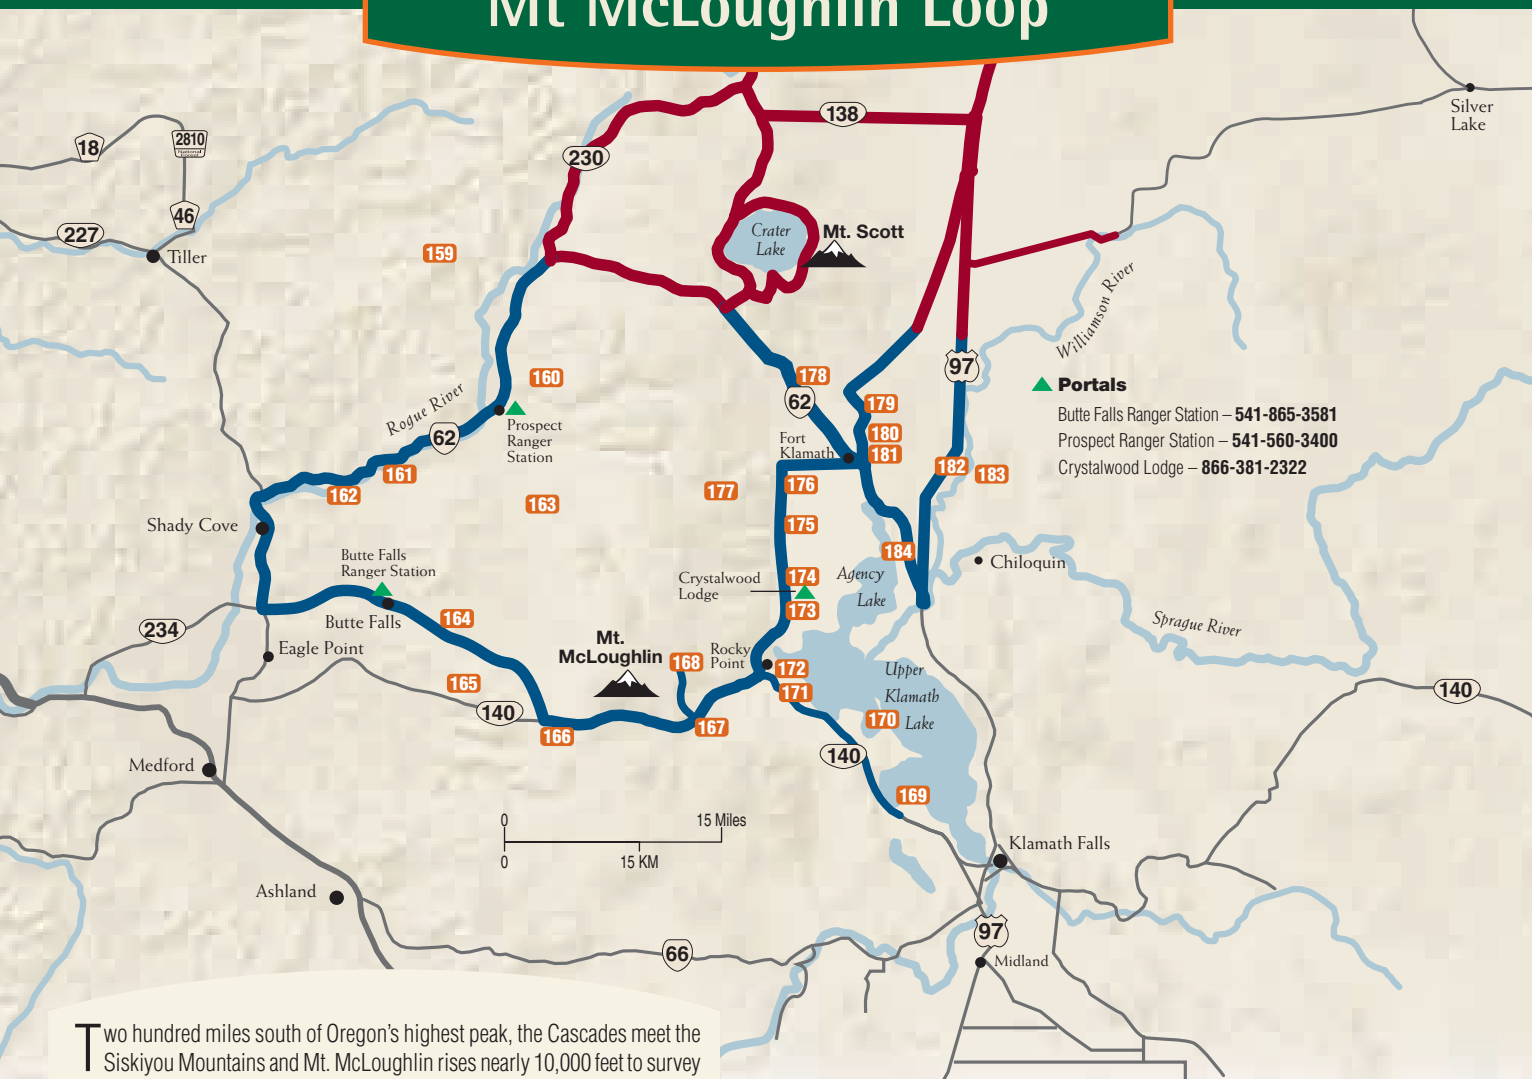 Mt McLoughlin Loop
138
Silver
Lake
18
2810
National
Forest
230
46
227
Tiller
159
Crater
Lake
Mt. Scott
Williamson River
160
178
97
Portals
Butte Falls Ranger Station – 541-865-3581
Prospect Ranger Station – 541-560-3400
Crystalwood Lodge – 866-381-2322
Rogue River
62
62
179
Prospect
Ranger
Station
Fort
Klamath
180
181
161
162
182
183
163
177
176
175
Shady Cove
184
Butte Falls
Ranger Station
Chiloquin
Crystalwood
Lodge
174
173
Agency
Lake
Butte Falls
164
Sprague River
234
Eagle Point
Mt.
McLoughlin
168
Rocky
Point
172
171
165
Upper
Klamath
Lake
170
140
140
166
167
140
Medford
169
0
15 Miles
0
15 KM
Klamath Falls
Ashland
97
66
Midland
Two hundred miles south of Oregon's highest peak, the Cascades meet the
Siskiyou Mountains and Mt. McLoughlin rises nearly 10,000 feet to survey